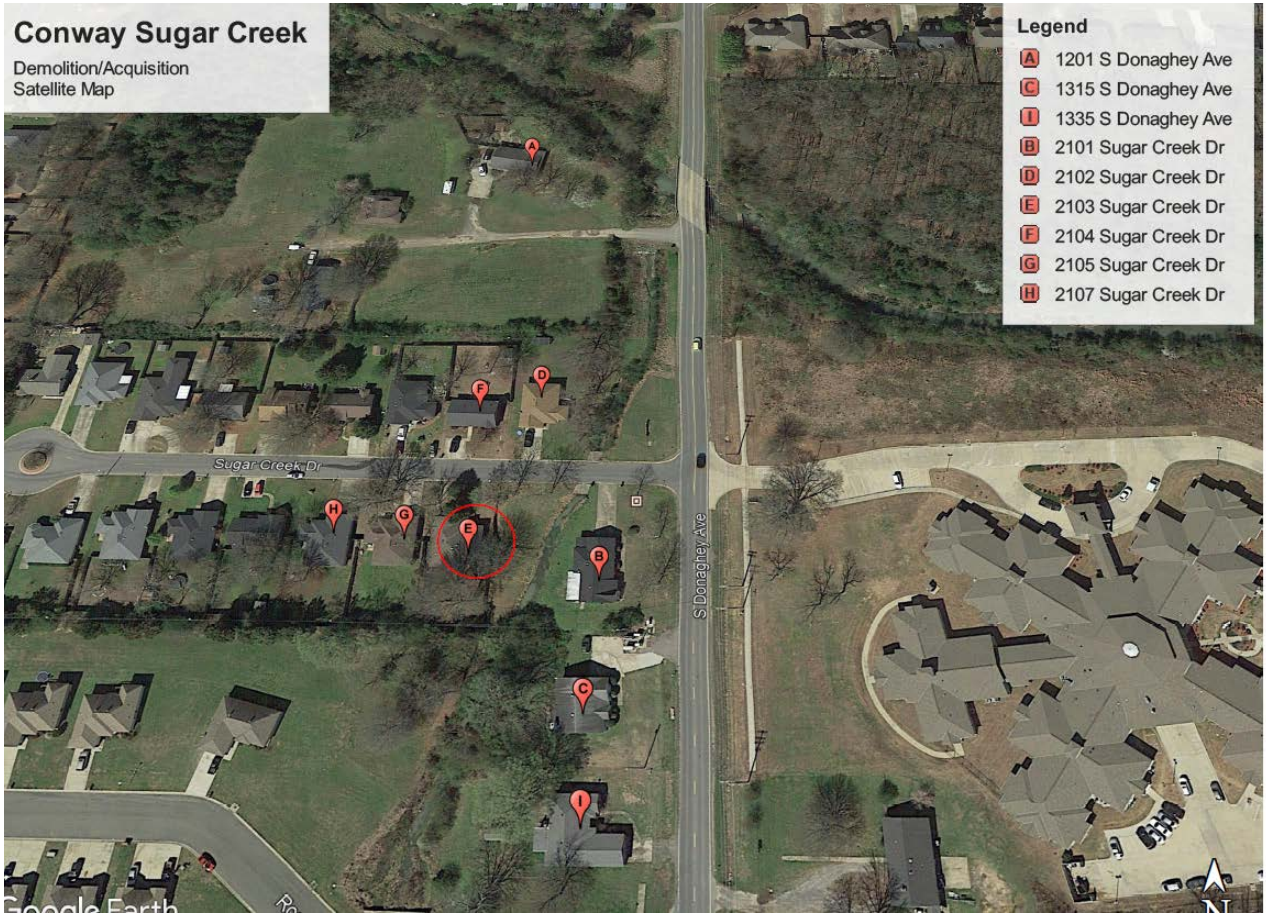 Conway Sugar Creek
Demolition/Acquisition
Satellite Map
Legend
A 1201 S Donaghey Ave
C 1315 S Donaghey Ave
I 1335 S Donaghey Ave
B 2101 Sugar Creek Dr
D 2102 Sugar Creek Dr
E 2103 Sugar Creek Dr
F 2104 Sugar Creek Dr
G 2105 Sugar Creek Dr
H 2107 Sugar Creek Dr
A
F
D
Sugar Creek Dr
H
G
E
B
S Donaghey Ave
C
I
Google Earth
N